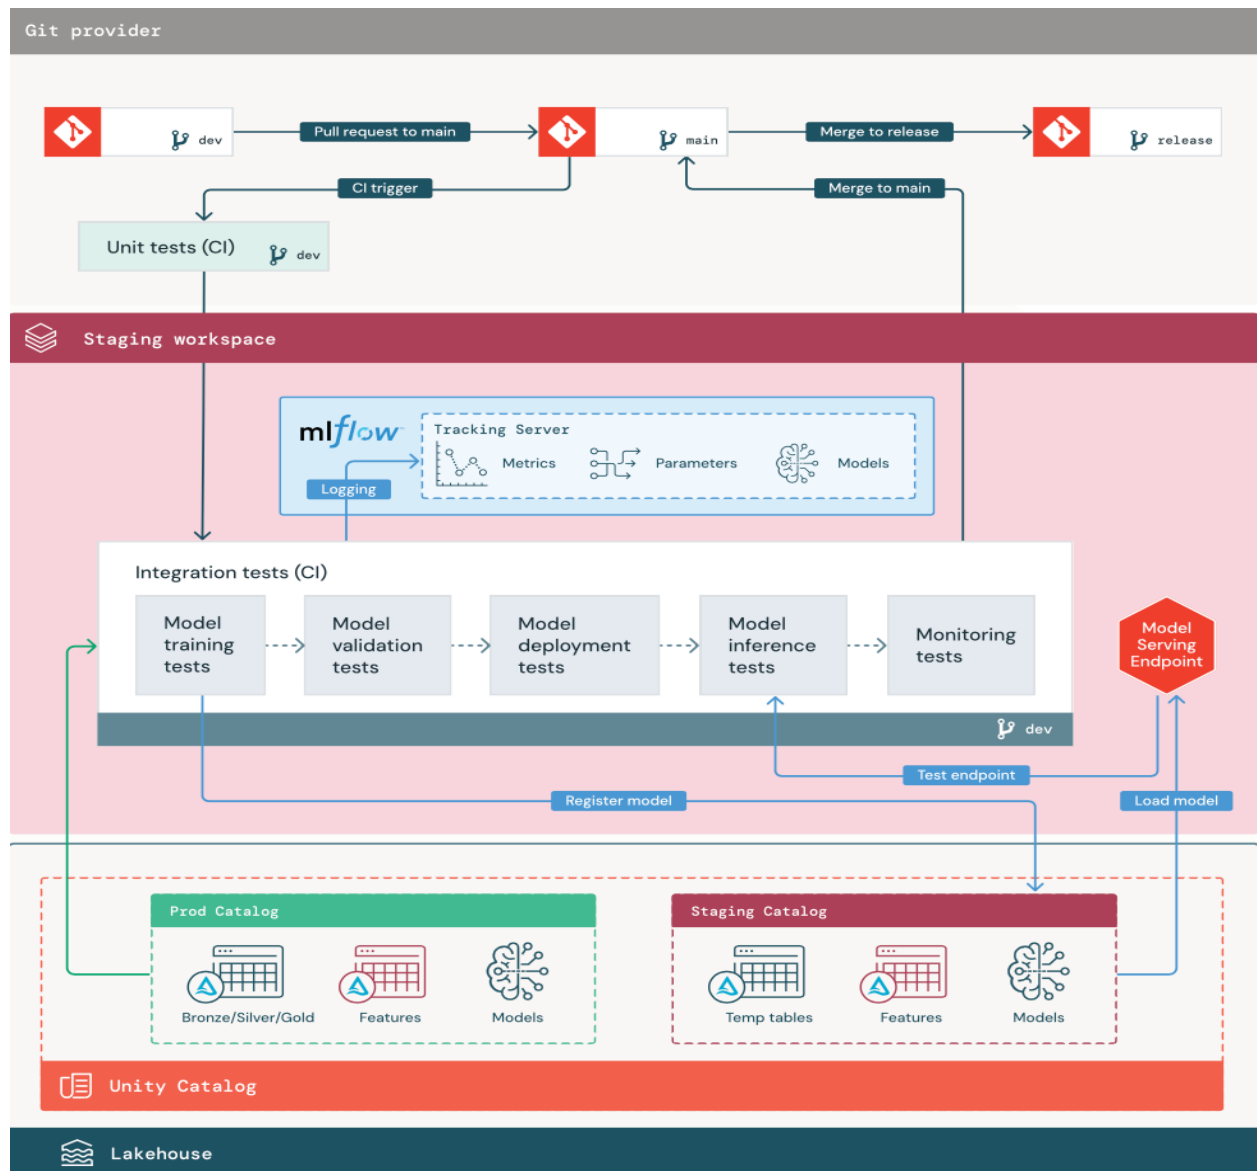 Git provider
dev
Pull request to main
main
Merge to release
release
CI trigger
Merge to main
Unit tests (CI)
dev
Staging workspace
mlflow
Tracking Server
Metrics
Parameters
Models
Logging
Integration tests (CI)
Model
training
tests
Model
validation
tests
Model
deployment
tests
Model
inference
tests
Monitoring
tests
Model
Serving
Endpoint
dev
Test endpoint
Register model
Load model
Prod Catalog
Bronze/Silver/Gold
Features
Models
Staging Catalog
Temp tables
Features
Models
Unity Catalog
Lakehouse